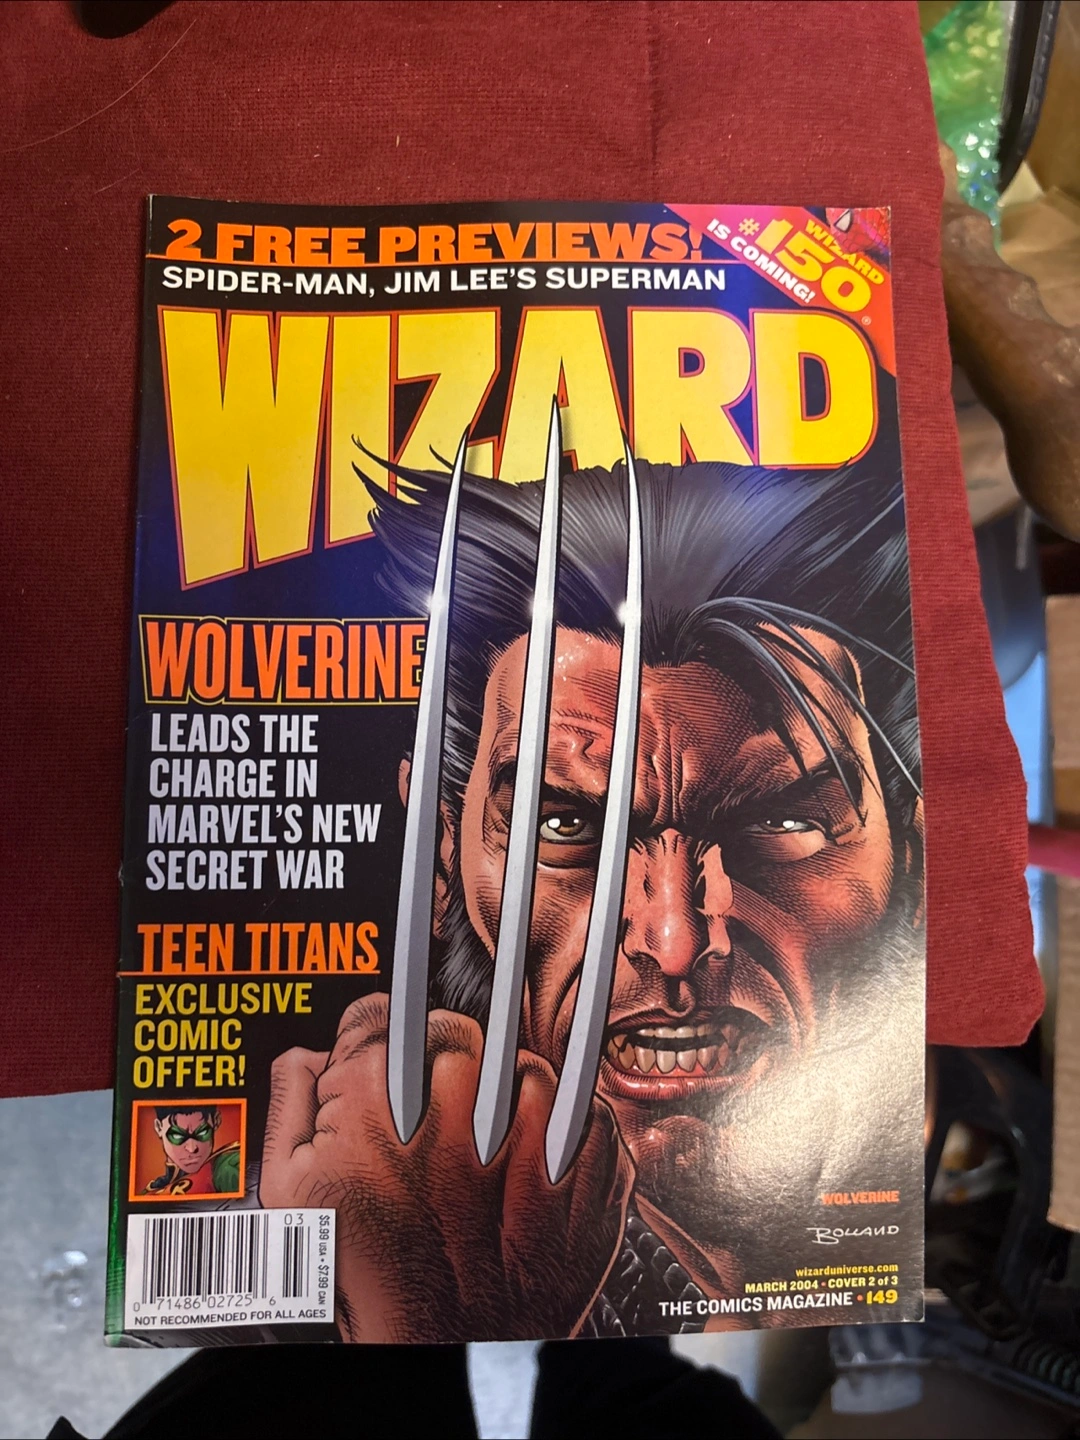 2 FREE PREVIEWS!
SPIDER-MAN, JIM LEE'S SUPERMAN
WIZARD
#150
IS COMING!
WIZARD
WOLVERINE
LEADS THE
CHARGE IN
MARVEL'S NEW
SECRET WAR
TEEN TITANS
EXCLUSIVE
COMIC
OFFER!
R
03
$5.99 USA • $7.99 CAN
0 71486 02725 6
NOT RECOMMENDED FOR ALL AGES
WOLVERINE
BOLLAND
wizarduniverse.com
MARCH 2004 • COVER 2 of 3
THE COMICS MAGAZINE • 149